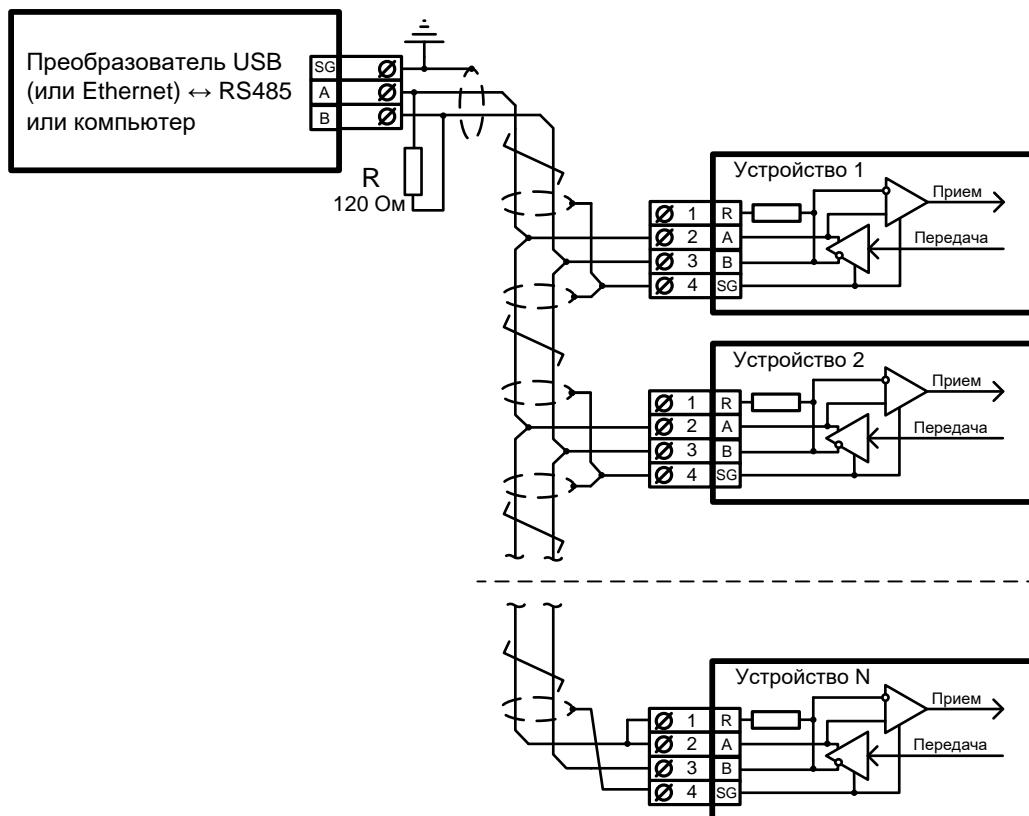 Преобразователь USB
(или Ethernet) ↔ RS485
или компьютер
SG
A
B
R
120 Ом
Устройство 1
1 R
2 A
3 B
4 SG
Прием
Передача
Устройство 2
1 R
2 A
3 B
4 SG
Прием
Передача
Устройство N
1 R
2 A
3 B
4 SG
Прием
Передача